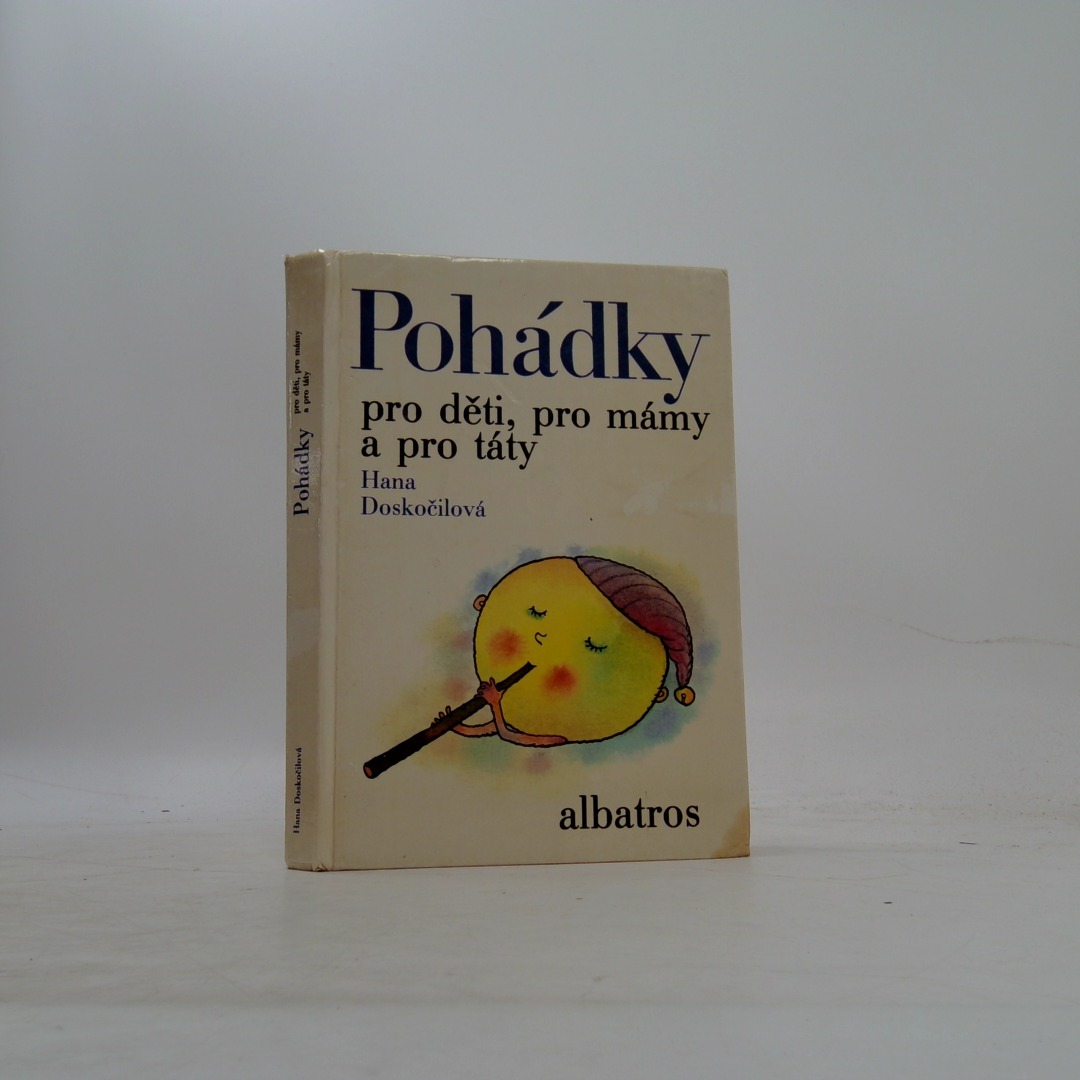 Pohádky
pro děti, pro mámy
a pro táty
Hana
Doskočilová
albatros
Hana Doskočilová
Pohádky
pro děti, pro mámy
a pro táty